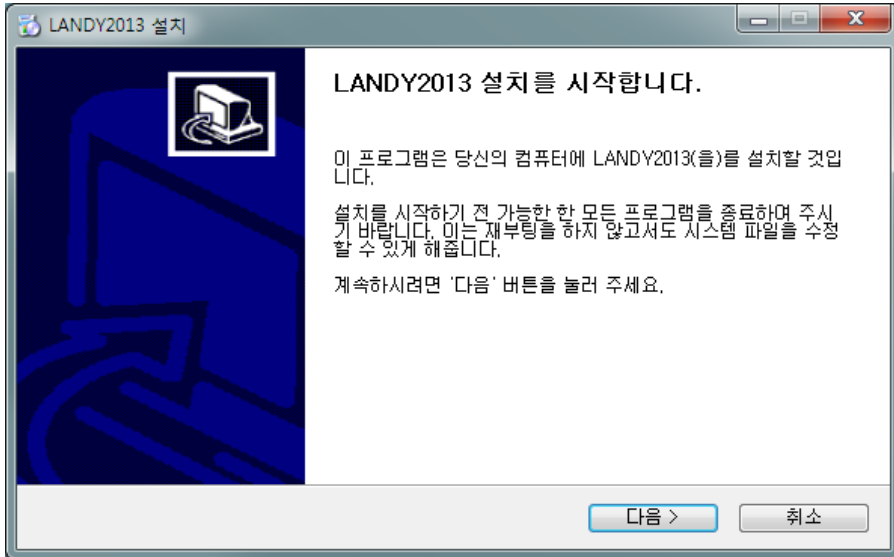 LANDY2013 설치
LANDY2013 설치를 시작합니다.
이 프로그램은 당신의 컴퓨터에 LANDY2013(을)를 설치할 것입
니다.
설치를 시작하기 전 가능한 한 모든 프로그램을 종료하여 주시
기 바랍니다. 이는 재부팅을 하지 않고서도 시스템 파일을 수정
할 수 있게 해줍니다.
계속하시려면 '다음' 버튼을 눌러 주세요.
다음 >
취소